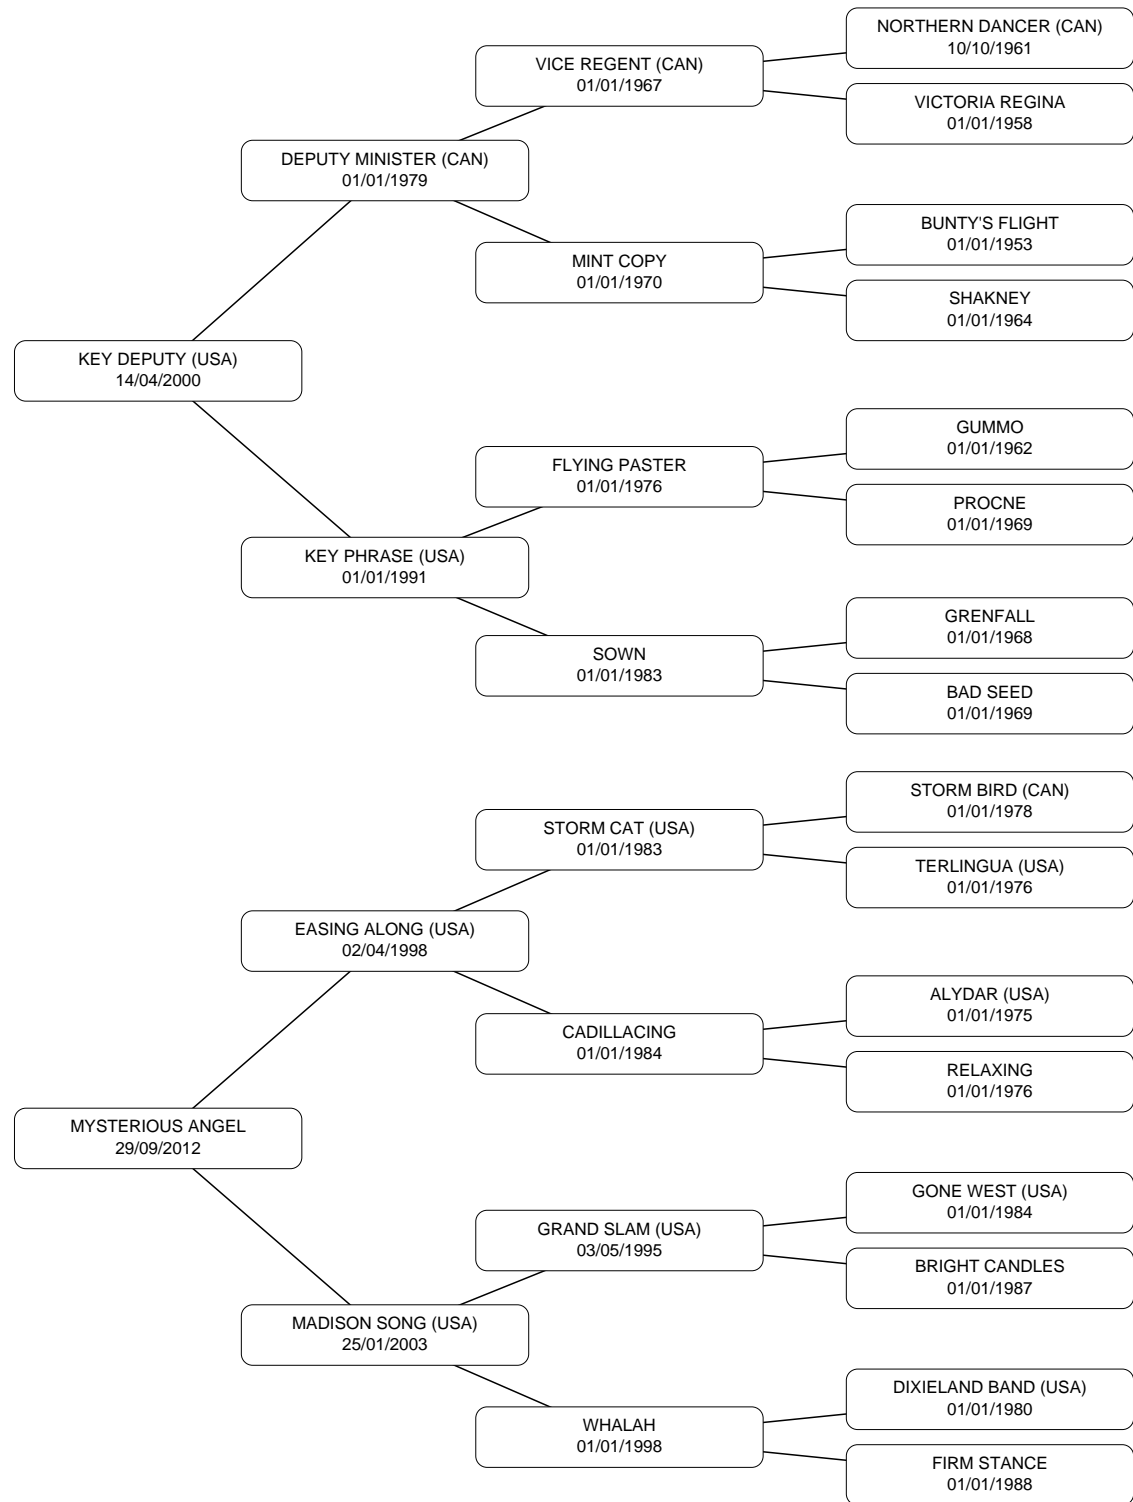 NORTHERN DANCER (CAN)
10/10/1961
VICE REGENT (CAN)
01/01/1967
VICTORIA REGINA
01/01/1958
DEPUTY MINISTER (CAN)
01/01/1979
BUNTY'S FLIGHT
01/01/1953
MINT COPY
01/01/1970
SHAKNEY
01/01/1964
KEY DEPUTY (USA)
14/04/2000
GUMMO
01/01/1962
FLYING PASTER
01/01/1976
PROCNE
01/01/1969
KEY PHRASE (USA)
01/01/1991
GRENFALL
01/01/1968
SOWN
01/01/1983
BAD SEED
01/01/1969
STORM BIRD (CAN)
01/01/1978
STORM CAT (USA)
01/01/1983
TERLINGUA (USA)
01/01/1976
EASING ALONG (USA)
02/04/1998
ALYDAR (USA)
01/01/1975
CADILLACING
01/01/1984
RELAXING
01/01/1976
MYSTERIOUS ANGEL
29/09/2012
GONE WEST (USA)
01/01/1984
GRAND SLAM (USA)
03/05/1995
BRIGHT CANDLES
01/01/1987
MADISON SONG (USA)
25/01/2003
DIXIELAND BAND (USA)
01/01/1980
WHALAH
01/01/1998
FIRM STANCE
01/01/1988